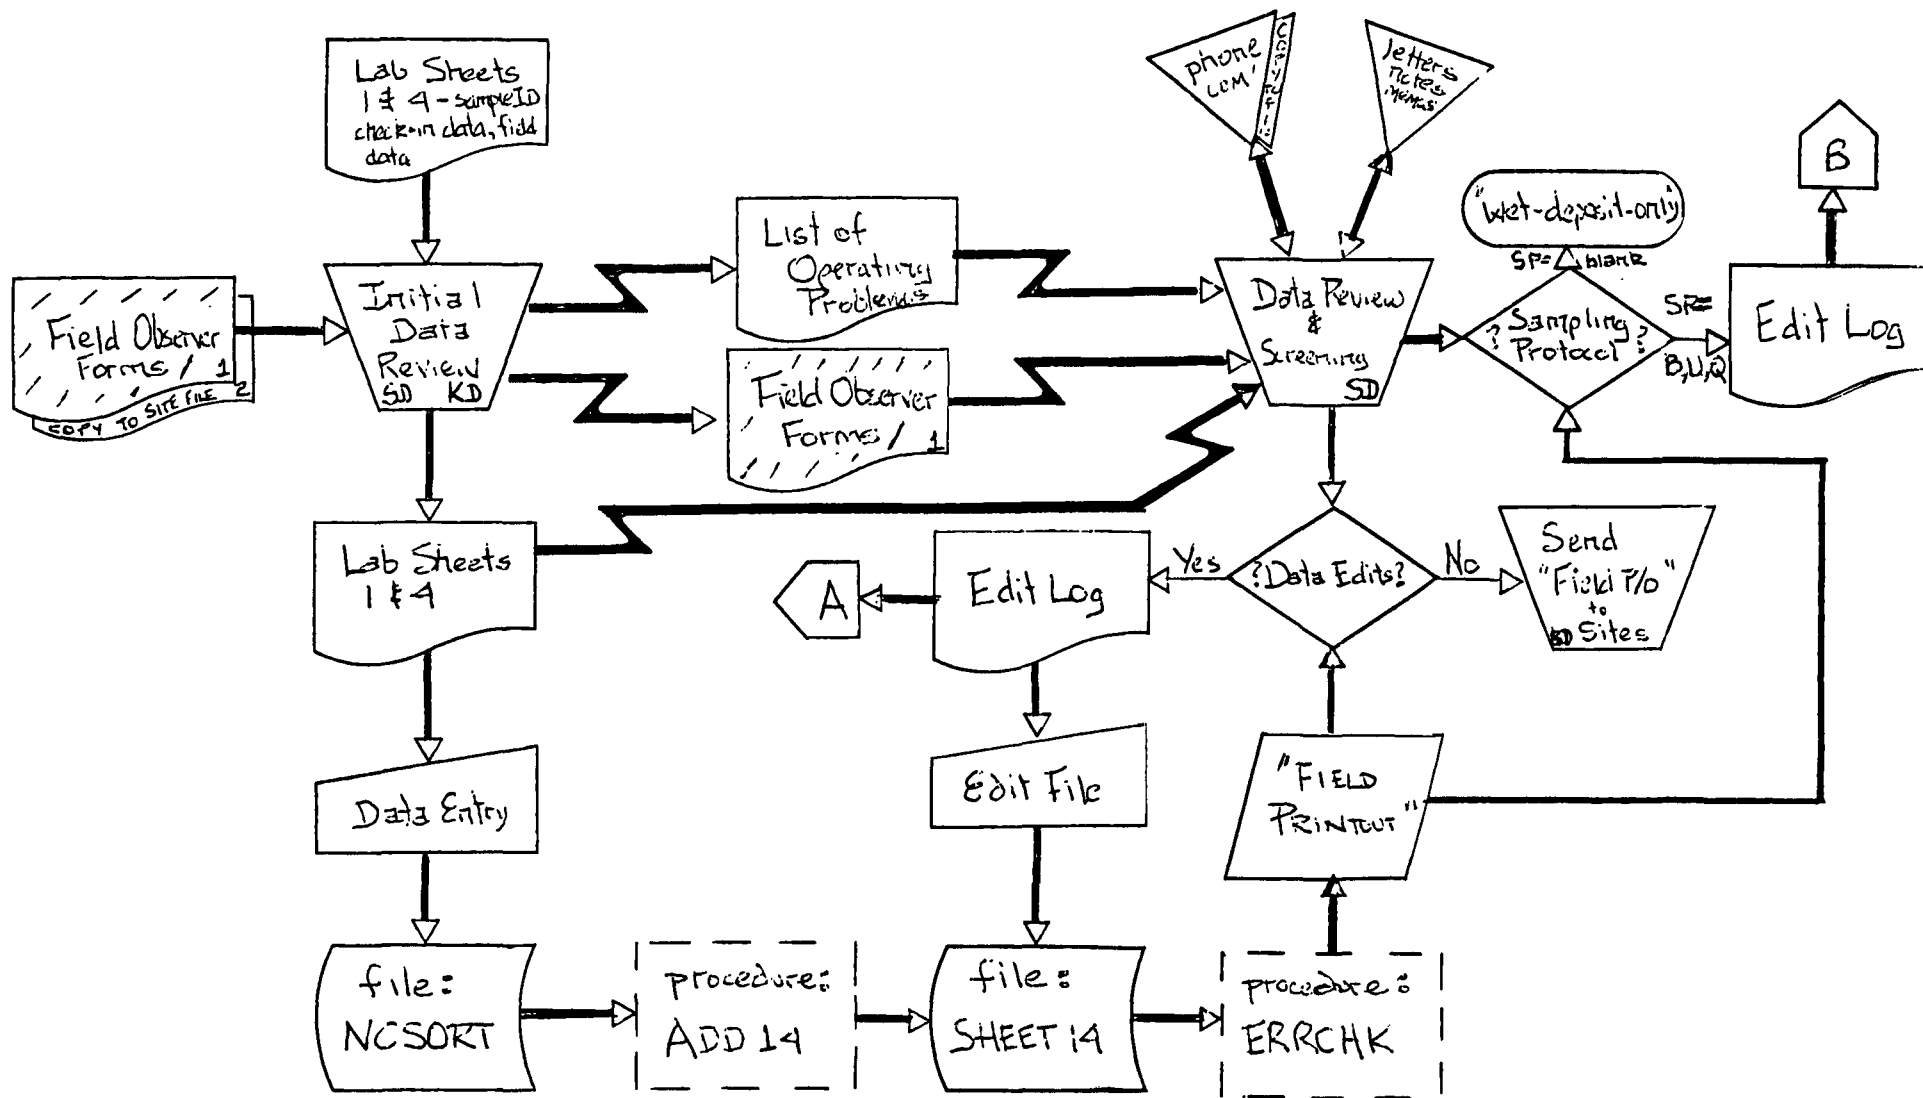 Lab Sheets
1 & 4 - sample ID
check-in data, field
data
phone
com'
letters
notes
memos
B
"Wet-deposit-only"
SP= blank
List of
Operating
Problems
Initial
Data
Review
SD KD
Field Observer
Forms / 1
2
COPY TO SITE FILE
Data Review
&
Screening
SD
? Sampling ?
Protocol
SP=
B,U,Q
Edit Log
Field Observer
Forms / 1
Lab Sheets
1 & 4
A
Edit Log
Yes
?Data Edits?
No
Send
"Field P/O"
to
SD Sites
Data Entry
Edit File
"FIELD
PRINTOUT"
file:
NCSORT
procedure:
ADD 14
file:
SHEET 14
procedure:
ERRCHK